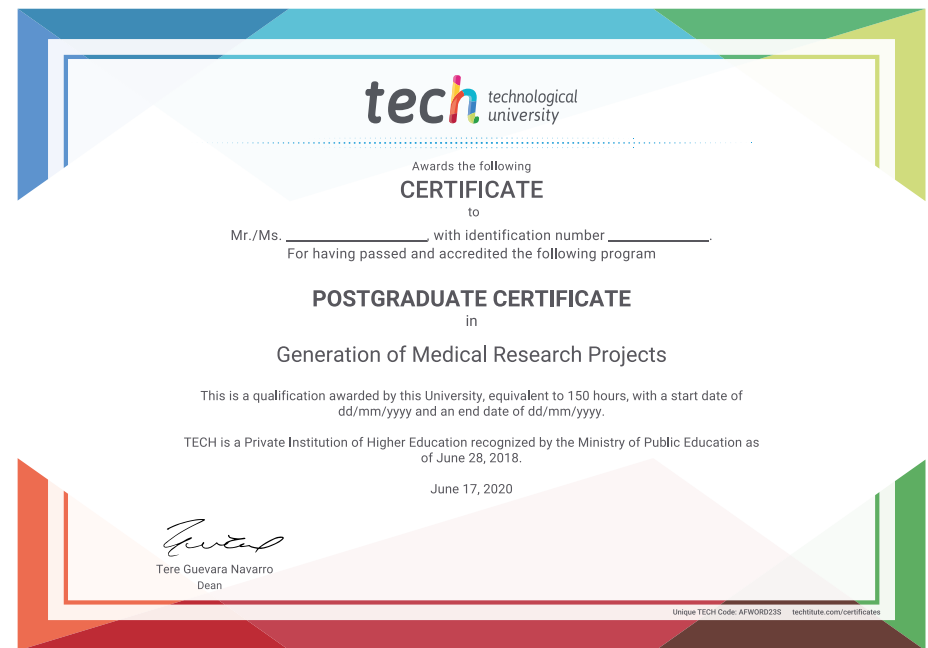 tech technological
university
Awards the following
CERTIFICATE
to
Mr./Ms. ____________________, with identification number ______________.
For having passed and accredited the following program
POSTGRADUATE CERTIFICATE
in
Generation of Medical Research Projects
This is a qualification awarded by this University, equivalent to 150 hours, with a start date of
dd/mm/yyyy and an end date of dd/mm/yyyy.
TECH is a Private Institution of Higher Education recognized by the Ministry of Public Education as
of June 28, 2018.
June 17, 2020
Tere Guevara Navarro
Dean
Unique TECH Code: AFWORD23S techtitute.com/certificates